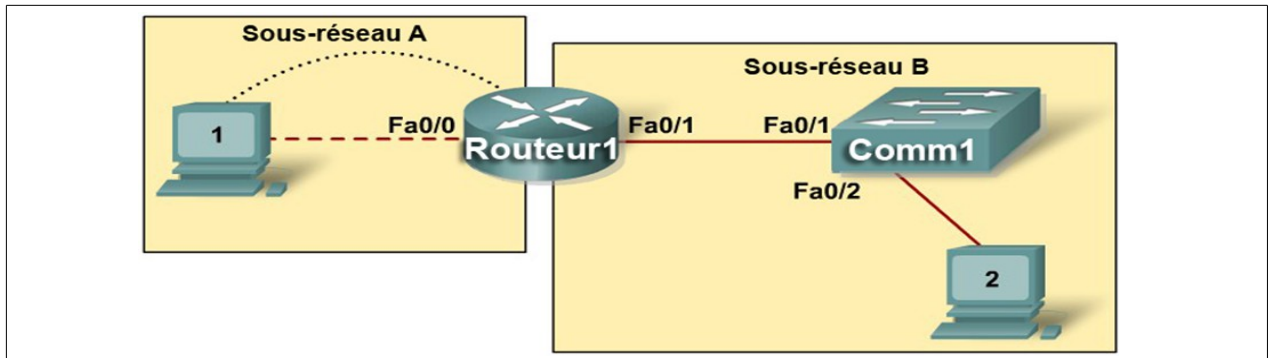 Sous-réseau A
Sous-réseau B
1
Fa0/0
Routeur1
Fa0/1
Fa0/1
Comm1
Fa0/2
2